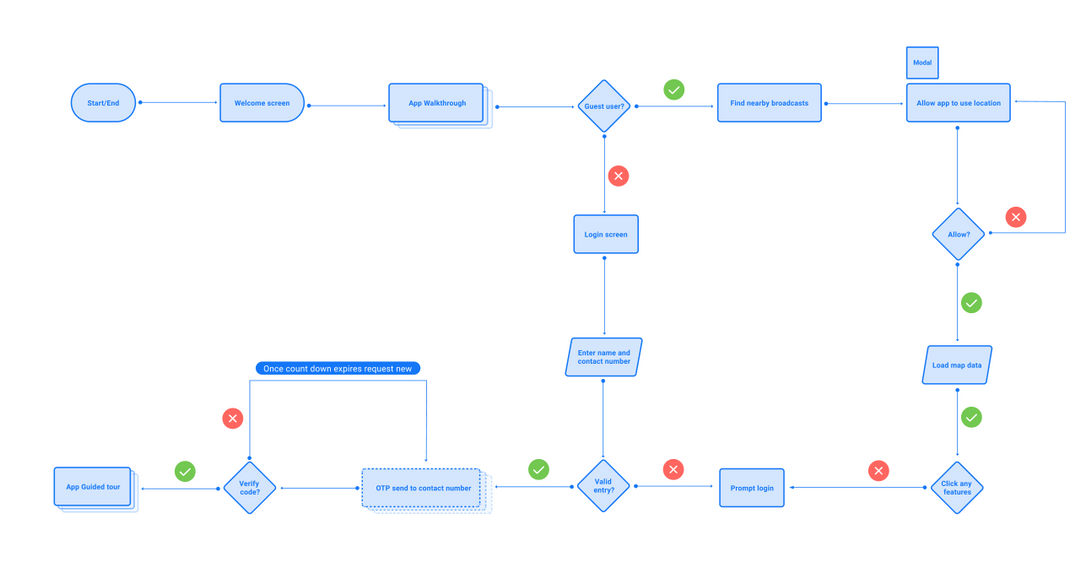 Modal
Start/End
Welcome screen
App Walkthrough
Guest user?
Find nearby broadcasts
Allow app to use location
Login screen
Allow?
Enter name and
contact number
Load map data
Once count down expires request new
App Guided tour
Verify
code?
OTP send to contact number
Valid
entry?
Prompt login
Click any
features